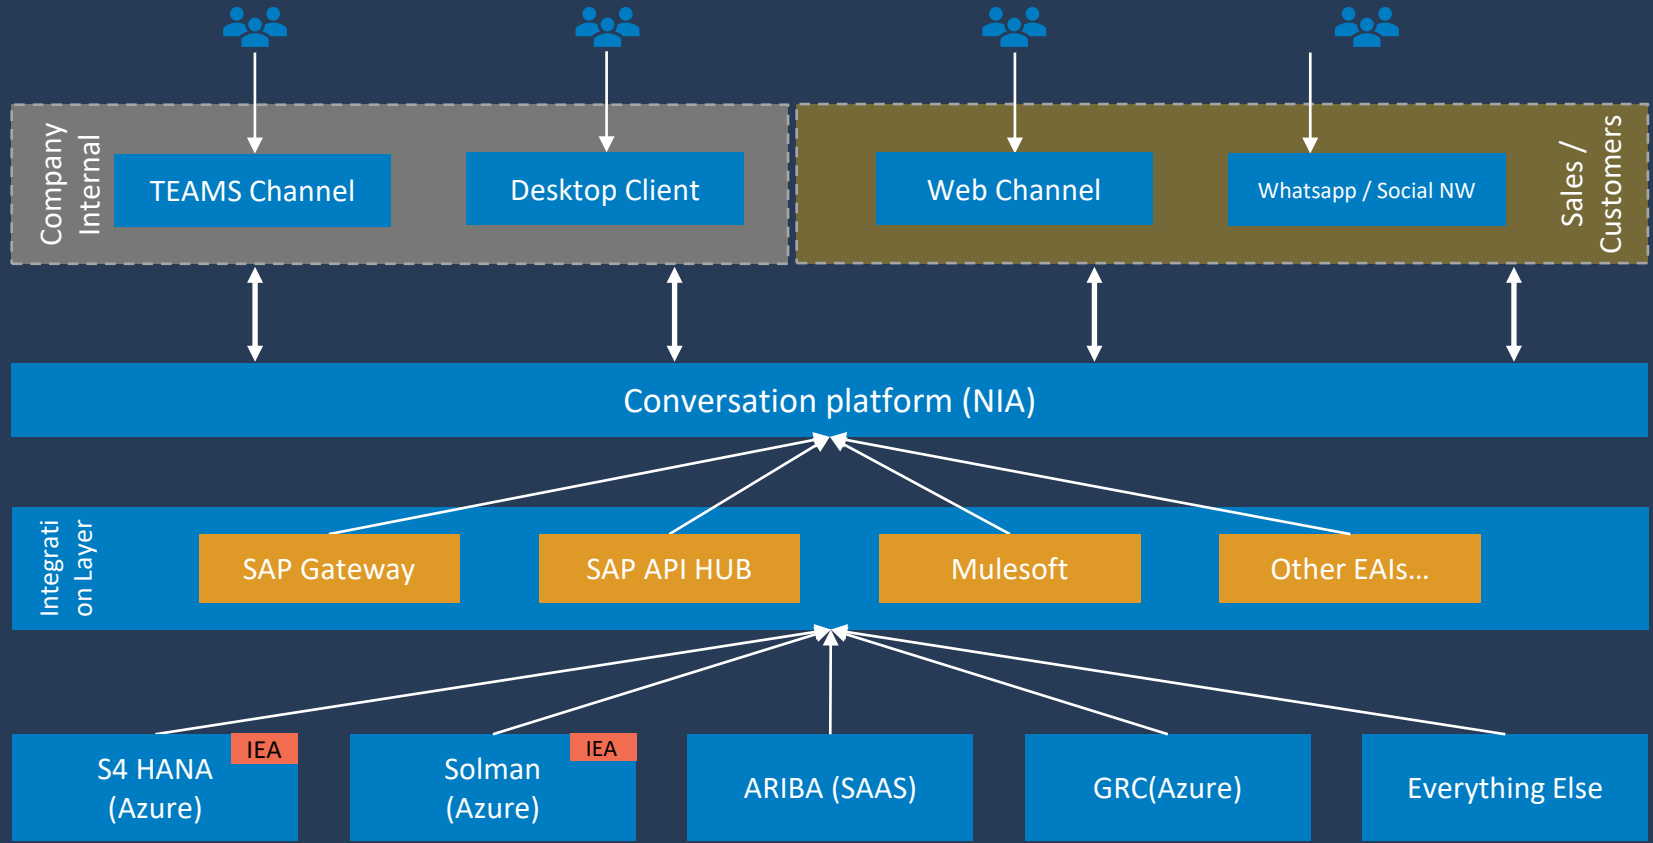 Company
Internal
TEAMS Channel
Desktop Client
Web Channel
Whatsapp / Social NW
Sales /
Customers
Conversation platform (NIA)
Integrati
on Layer
SAP Gateway
SAP API HUB
Mulesoft
Other EAIs...
S4 HANA
(Azure)
IEA
Solman
(Azure)
IEA
ARIBA (SAAS)
GRC(Azure)
Everything Else